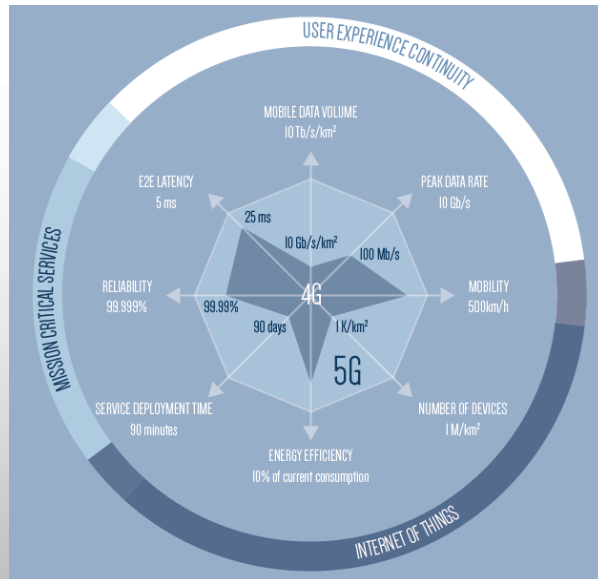 USER EXPERIENCE CONTINUITY
MOBILE DATA VOLUME
10 Tb/s/km²
E2E LATENCY
5 ms
PEAK DATA RATE
10 Gb/s
25 ms
10 Gb/s/km²
100 Mb/s
RELIABILITY
99.999%
99.99%
4G
MOBILITY
500km/h
MISSION CRITICAL SERVICES
90 days
1 K/km²
5G
SERVICE DEPLOYMENT TIME
90 minutes
NUMBER OF DEVICES
1 M/km²
ENERGY EFFICIENCY
10% of current consumption
INTERNET OF THINGS